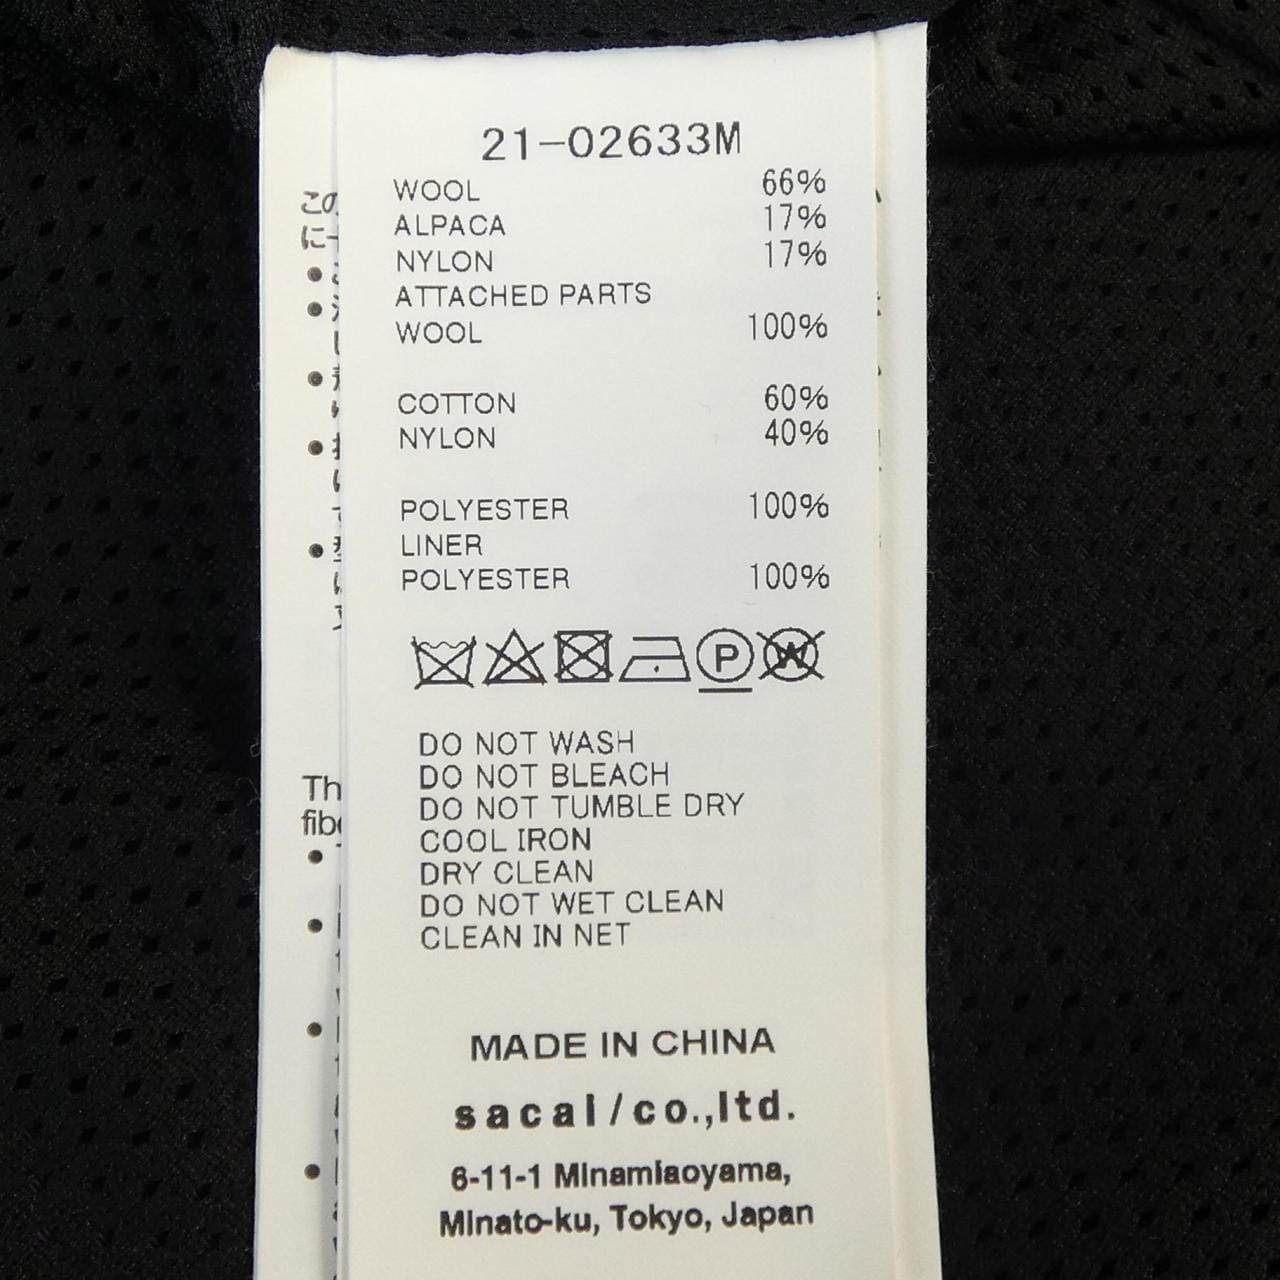 21-02633M
WOOL 66%
ALPACA 17%
NYLON 17%
ATTACHED PARTS
WOOL 100%
COTTON 60%
NYLON 40%
POLYESTER 100%
LINER
POLYESTER 100%
P W
DO NOT WASH
DO NOT BLEACH
DO NOT TUMBLE DRY
COOL IRON
DRY CLEAN
DO NOT WET CLEAN
CLEAN IN NET
MADE IN CHINA
sacai/co.,ltd.
6-11-1 Minamiaoyama,
Minato-ku, Tokyo, Japan